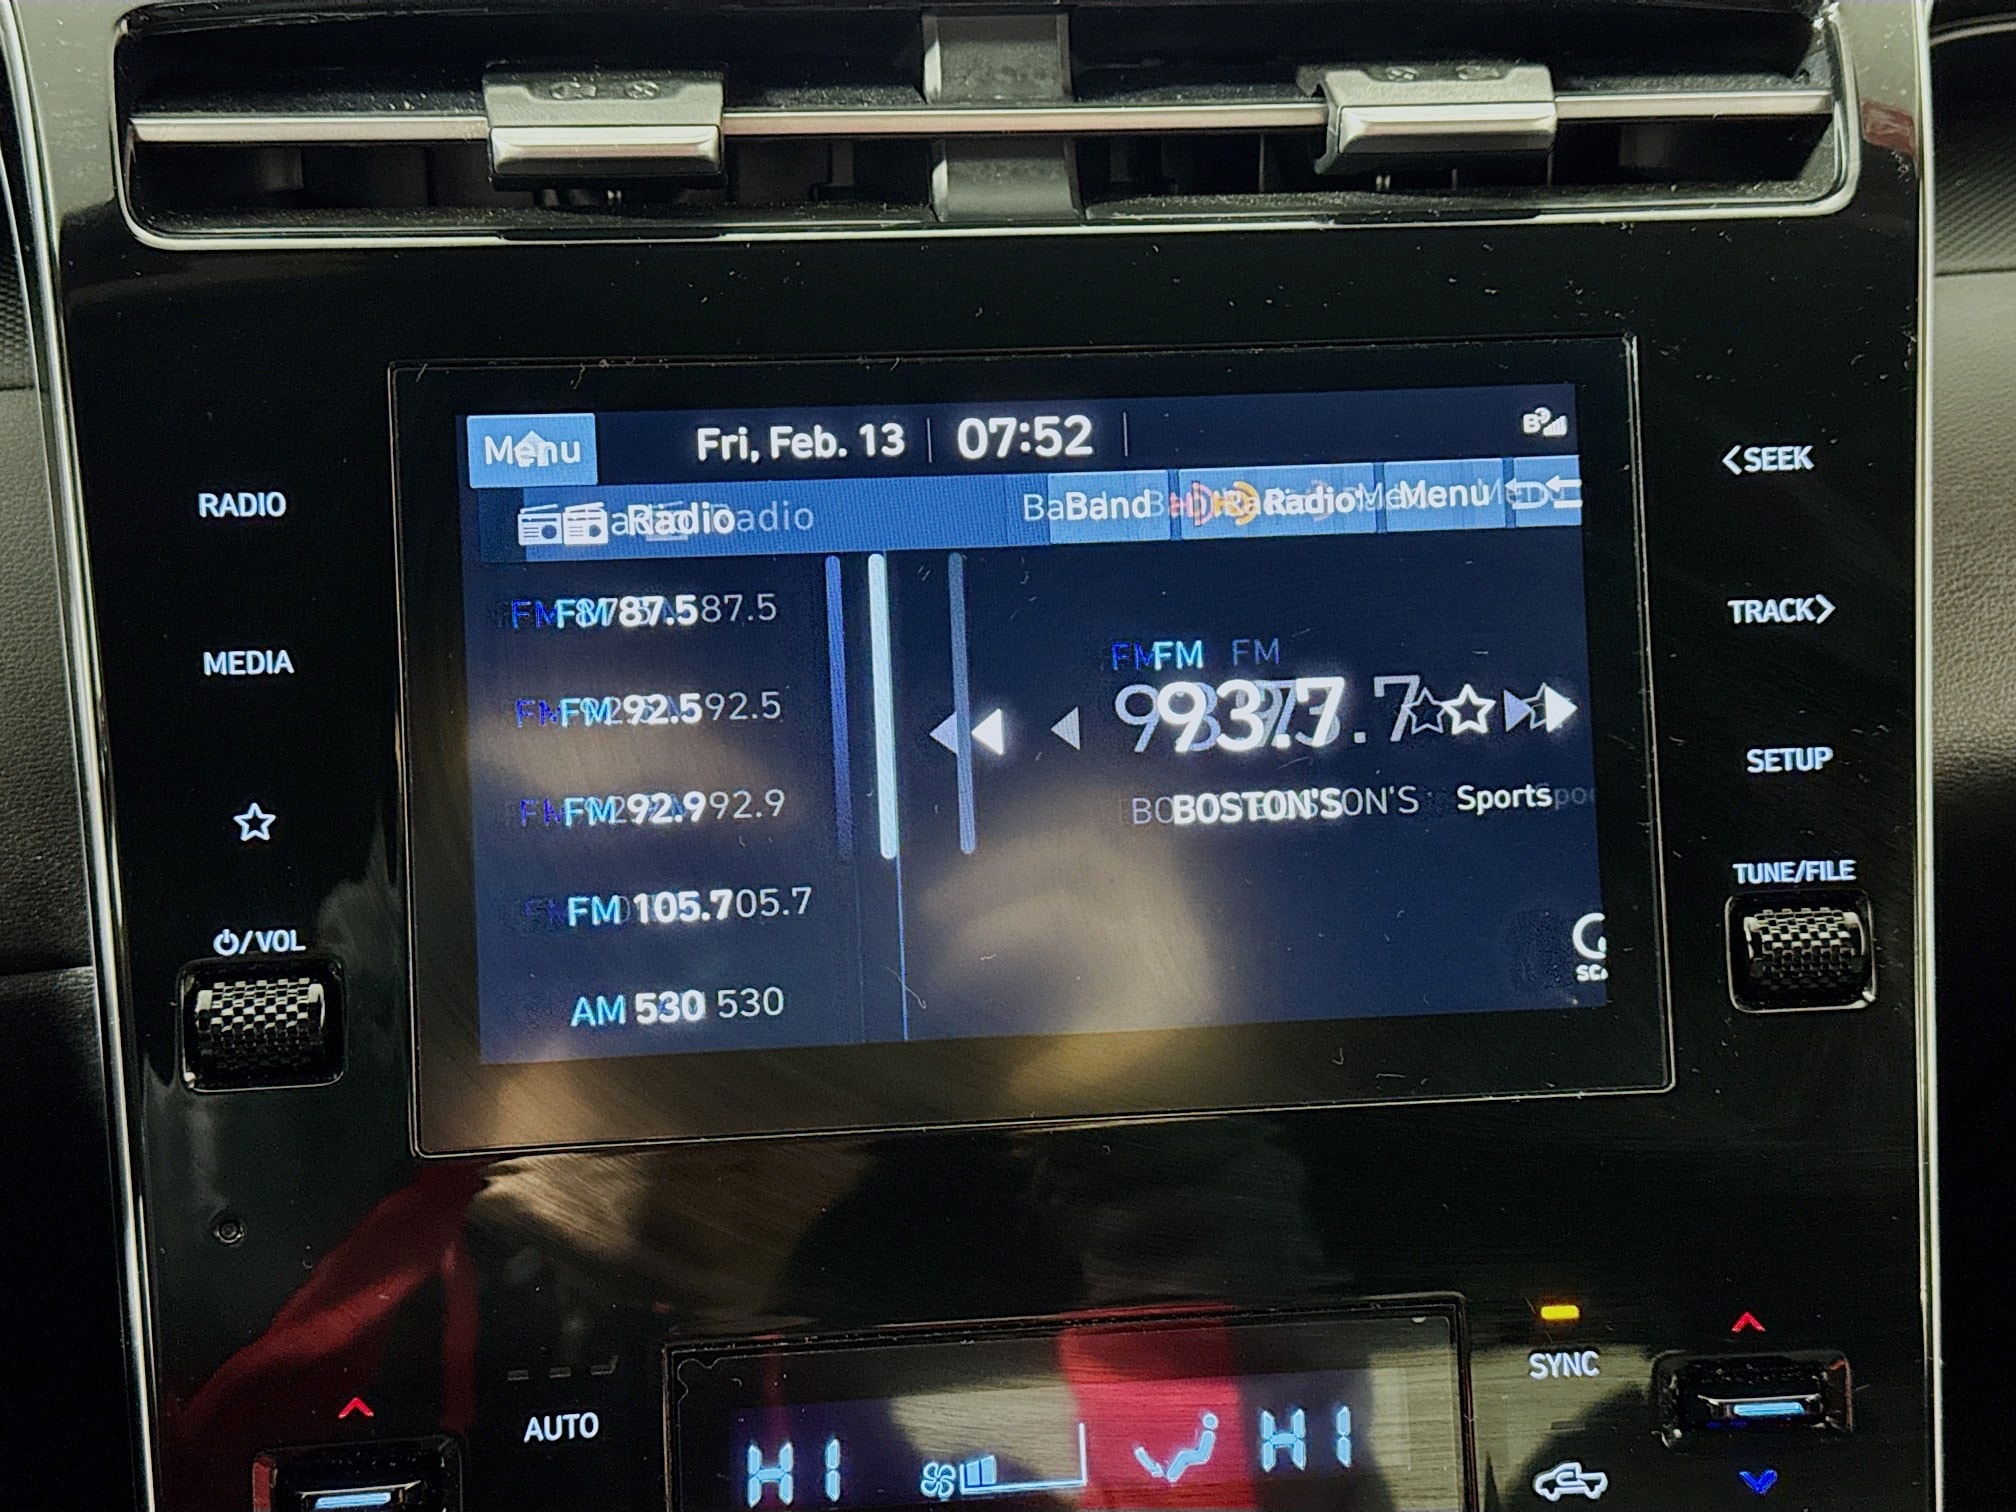 Menu Fri, Feb. 13 07:52
Radio Band Radio Menu
RADIO
<SEEK
FM 87.5
FM
TRACK>
MEDIA
FM 92.5
93.7
SETUP
FM 92.9
BOSTON'S Sports
TUNE/FILE
FM 105.7
/VOL
AM 530
SYNC
AUTO
HI
HI